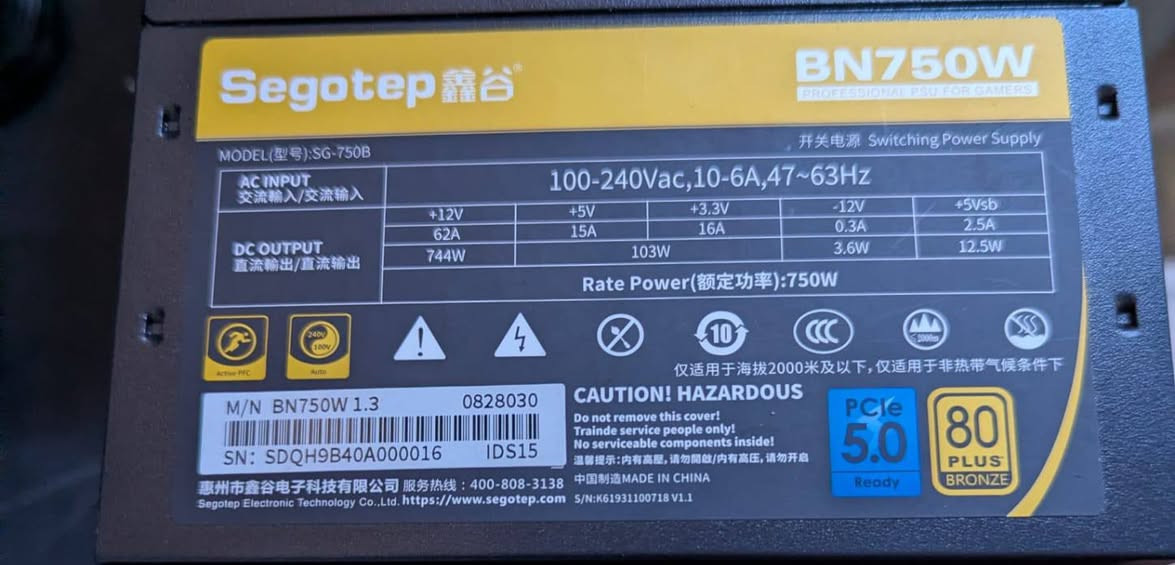 Segotep鑫谷®
BN750W
PROFESSIONAL PSU FOR GAMERS
MODEL(型号):SG-750B
开关电源 Switching Power Supply
AC INPUT
交流輸入/交流输入
100-240Vac,10-6A,47~63Hz
DC OUTPUT
直流輸出/直流输出
+12V +5V +3.3V -12V +5Vsb
62A 15A 16A 0.3A 2.5A
744W 103W 3.6W 12.5W
Rate Power(额定功率):750W
Active PFC
240V
100V
Auto
10
CCC
≤2000m
仅适用于海拔2000米及以下,仅适用于非热带气候条件下
M/N BN750W 1.3 0828030
SN: SDQH9B40A000016 IDS15
惠州市鑫谷电子科技有限公司 服务热线:400-808-3138
Segotep Electronic Technology Co.,Ltd. https://www.segotep.com
CAUTION! HAZARDOUS
Do not remove this cover!
Trainde service people only!
No serviceable components inside!
温馨提示:内有高壓,请勿開啟/内有高压,请勿开启
中国制造MADE IN CHINA
S/N:K61931100718 V1.1
PCIe
5.0
Ready
80
PLUS
BRONZE